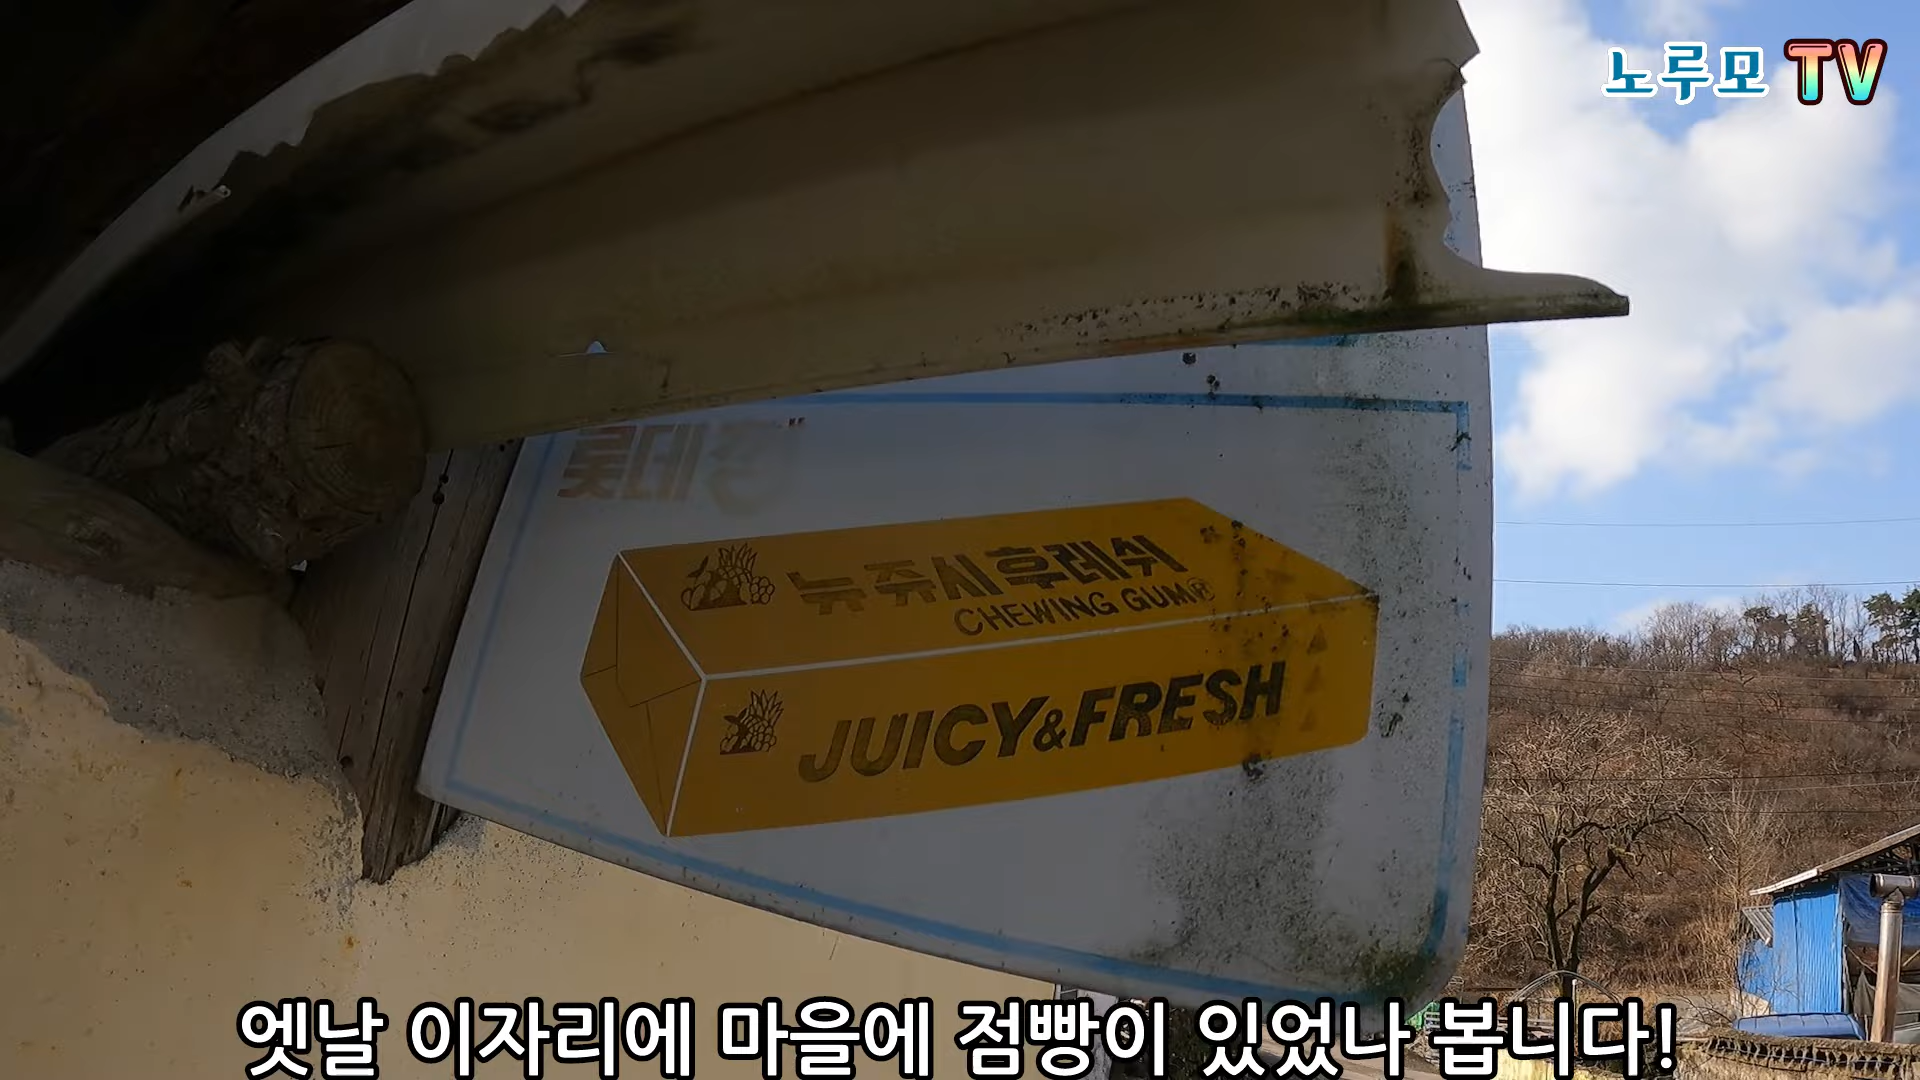 노루모 TV
롯데 껌
뉴쥬시후레쉬
CHEWING GUM®
JUICY&FRESH
엣날 이자리에 마을에 점빵이 있었나 봅니다!